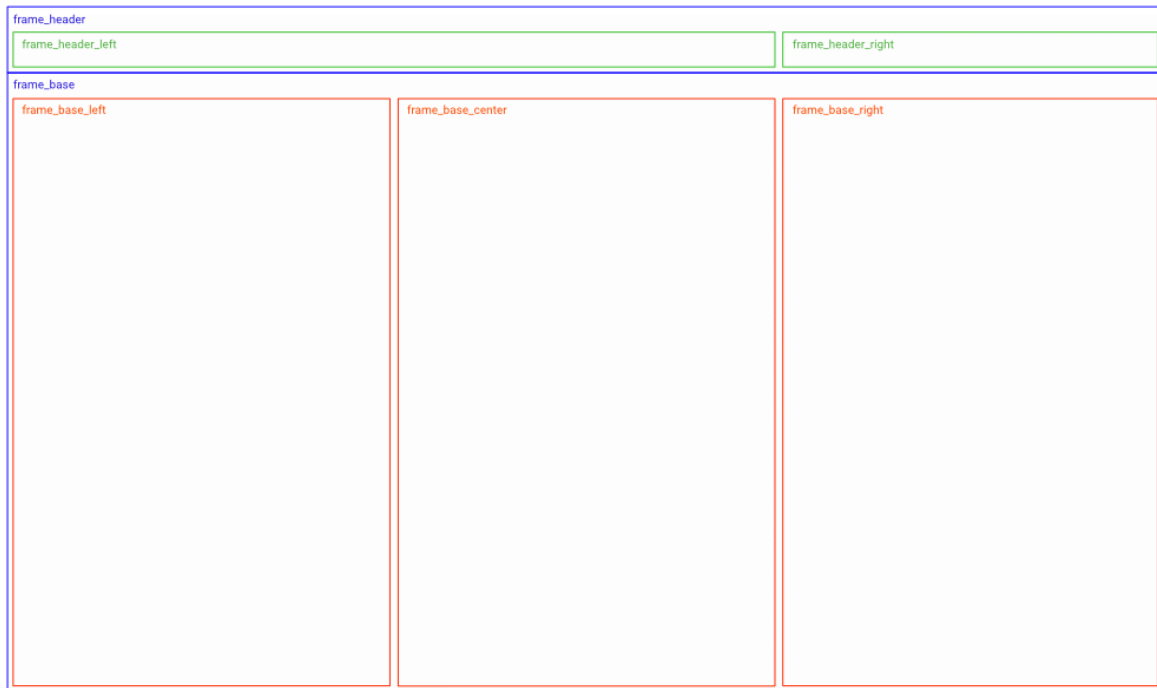 frame_header
frame_header_left
frame_header_right
frame_base
frame_base_left
frame_base_center
frame_base_right